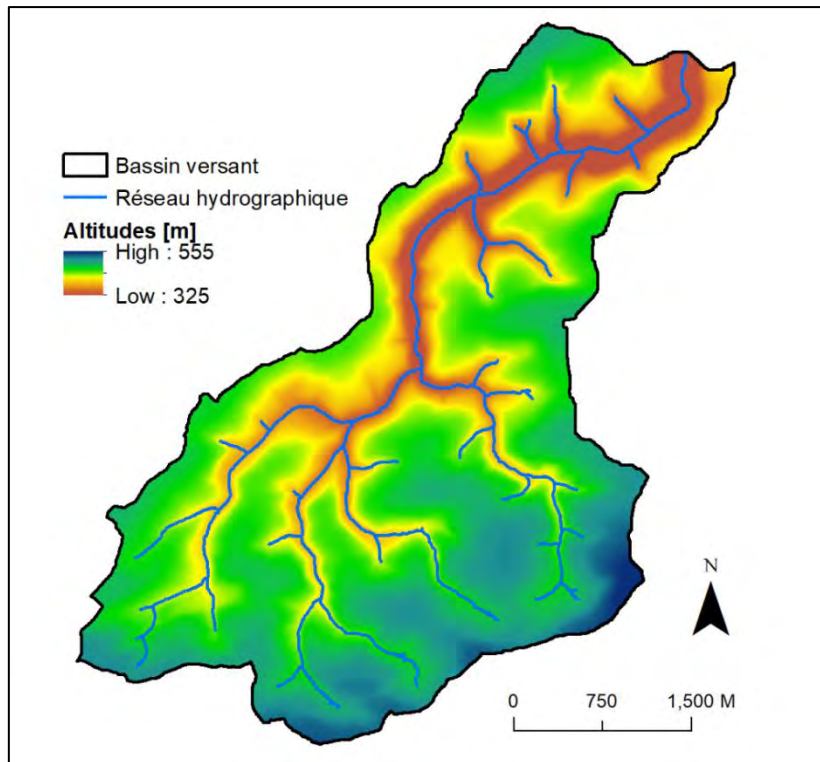 Bassin versant
Réseau hydrographique
Altitudes [m]
High : 555
Low : 325
N
0 750 1,500 M